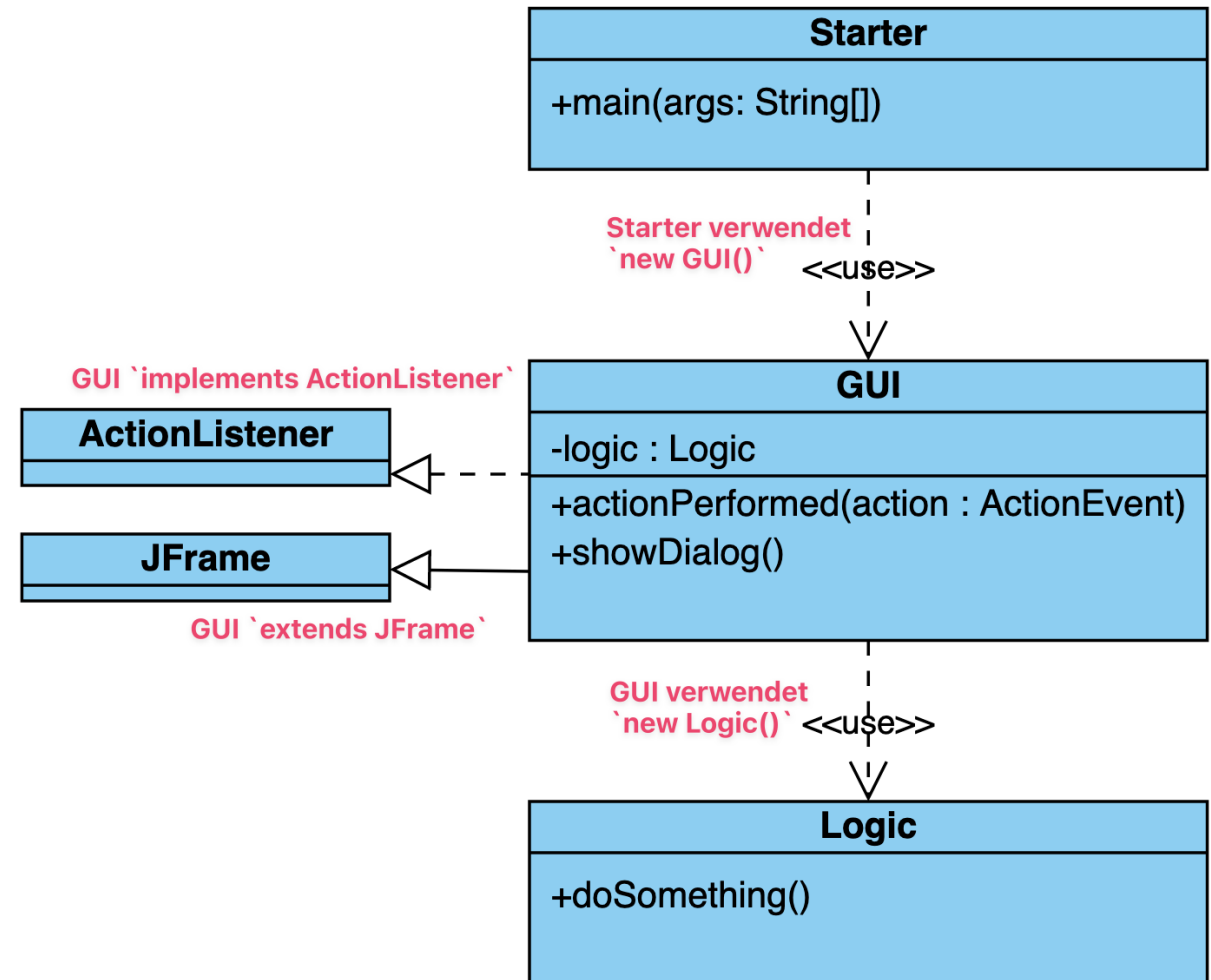 Starter
+main(args: String[])
Starter verwendet
`new GUI()`
<<use>>
GUI `implements ActionListener`
ActionListener
GUI
-logic : Logic
+actionPerformed(action : ActionEvent)
+showDialog()
JFrame
GUI `extends JFrame`
GUI verwendet
`new Logic()`
<<use>>
Logic
+doSomething()